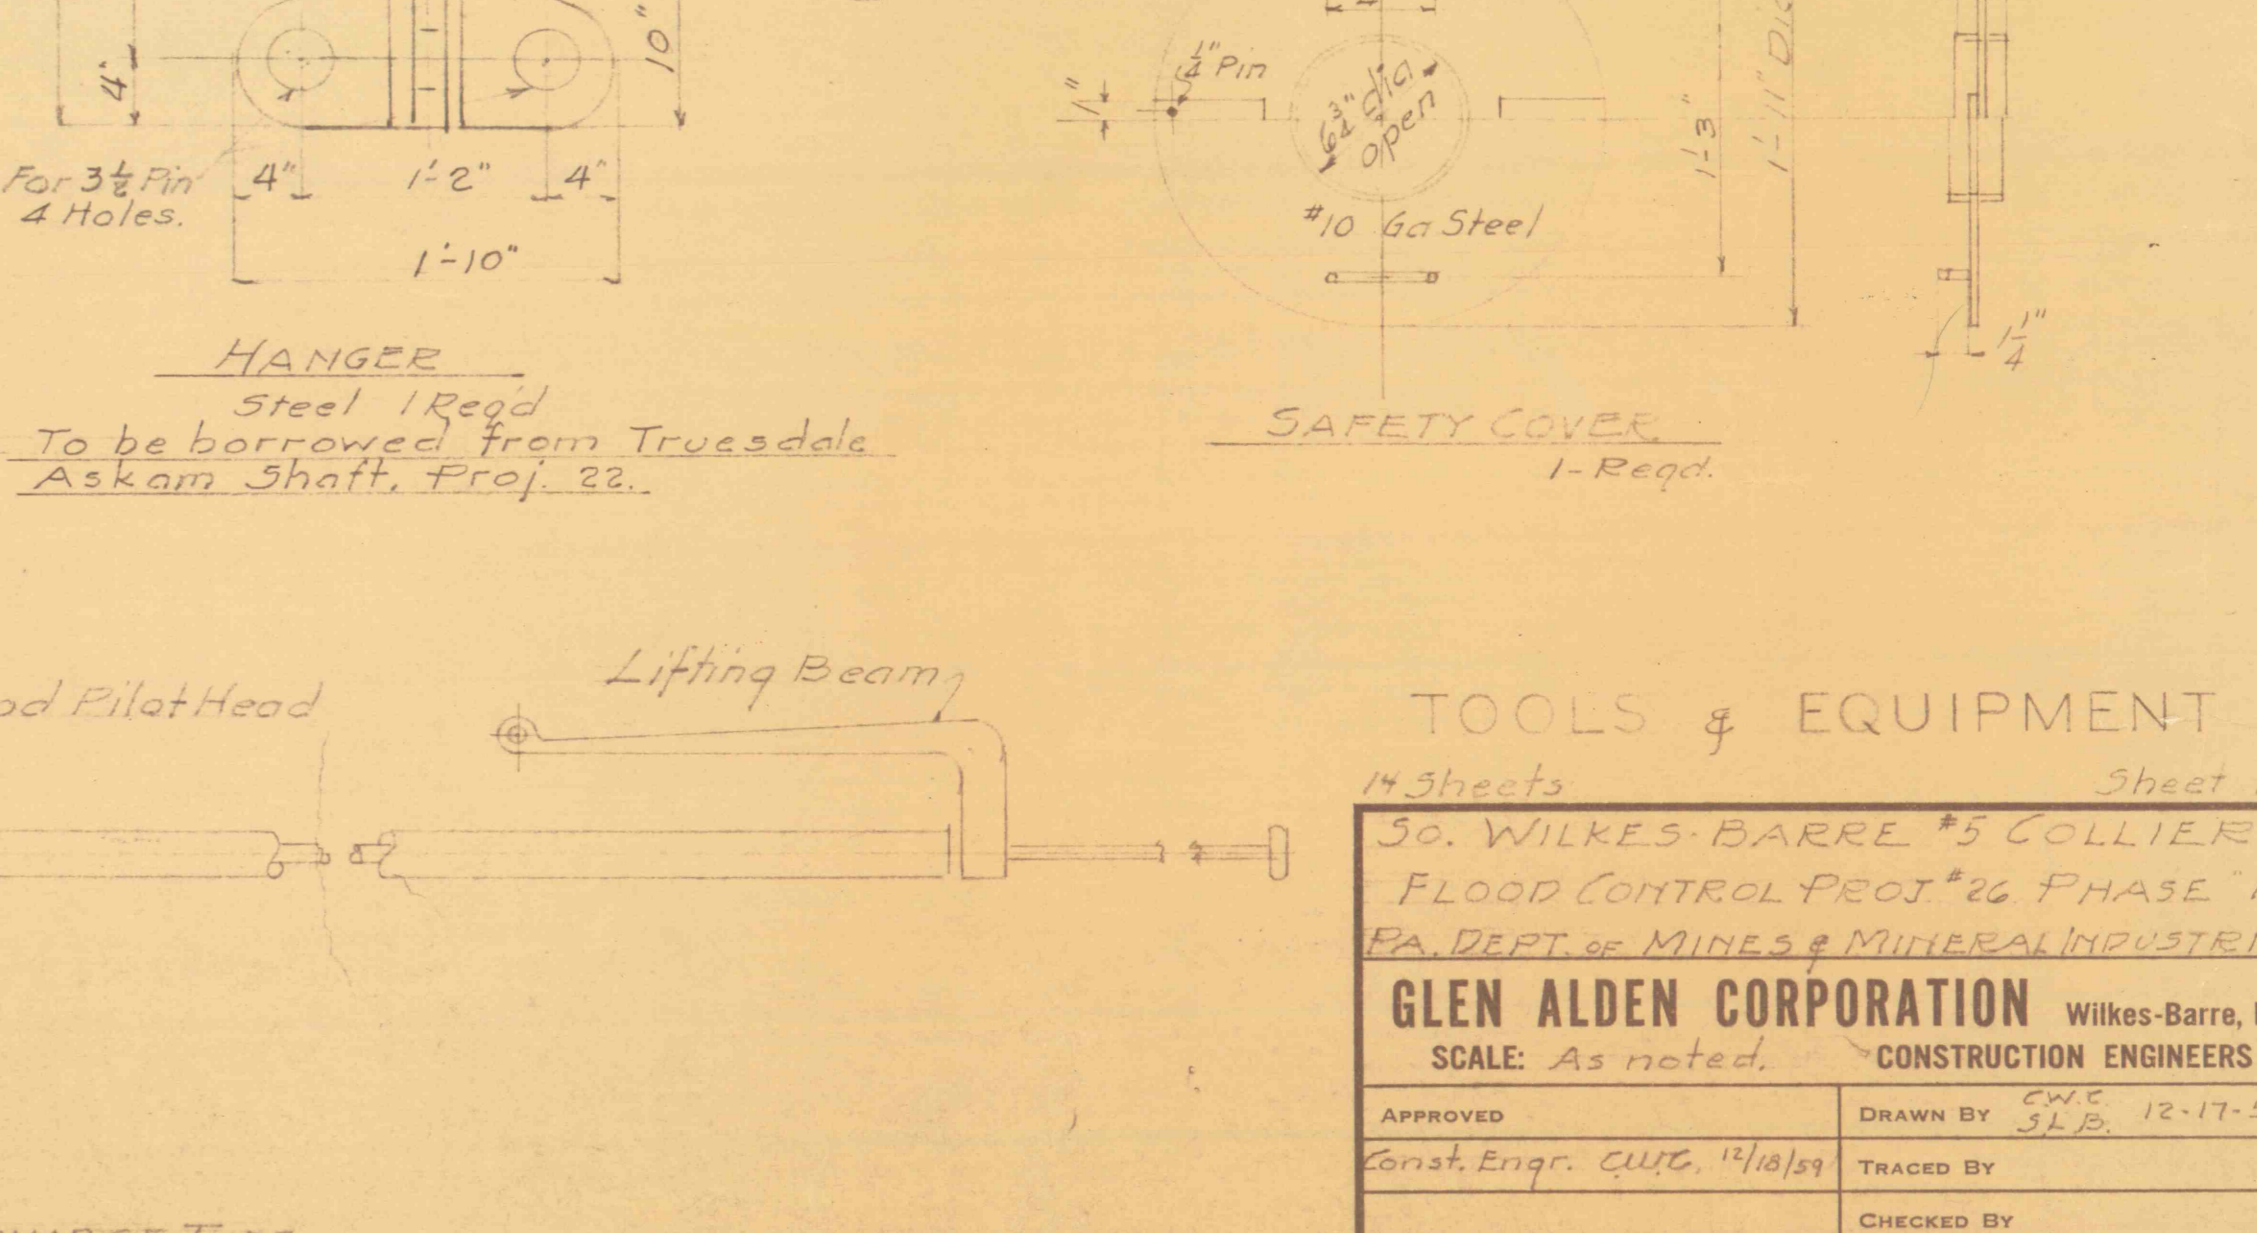 4"
10"
For 3½ Pin
4 Holes.
4"
1'-2"
4"
1'-10"
HANGER
Steel 1 Reqd
To be borrowed from Truesdale
Askam Shaft, Proj. 22.
1"
¼" Pin
6¾" dia
open
#10 Ga Steel
1'-3"
1'-11" Dia
1¼"
SAFETY COVER
1-Reqd.
Pilot Head
Lifting Beam
TOOLS & EQUIPMENT
14 Sheets
Sheet
SO. WILKES-BARRE #5 COLLIER
FLOOD CONTROL PROJ. #26 PHASE "
PA. DEPT. OF MINES & MINERAL INDUSTRI
GLEN ALDEN CORPORATION Wilkes-Barre,
SCALE: As noted. CONSTRUCTION ENGINEERS
APPROVED
DRAWN BY C.W.C.
S.L.B. 12-17-
Const. Engr. C.W.C. 12/18/59
TRACED BY
CHECKED BY